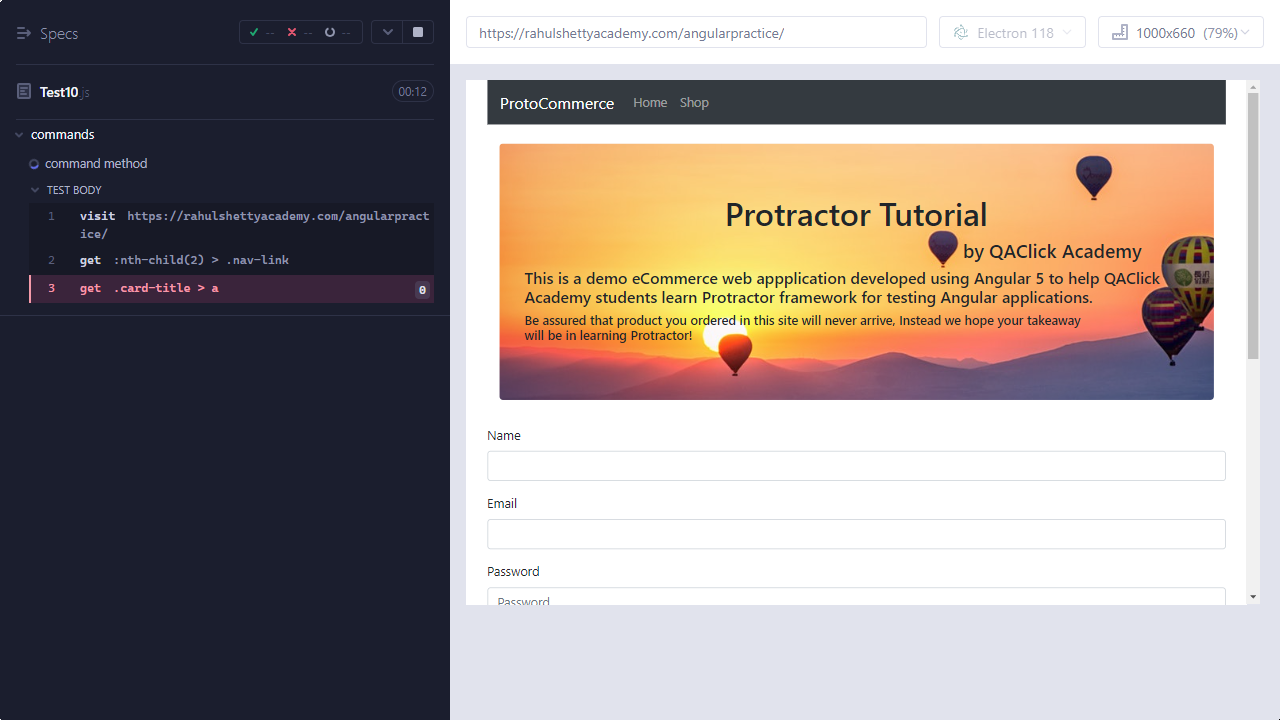 Specs
-- -- --
Test10.js
00:12
commands
command method
TEST BODY
1 visit https://rahulshettyacademy.com/angularpract
ice/
2 get :nth-child(2) > .nav-link
3 get .card-title > a 0
https://rahulshettyacademy.com/angularpractice/
Electron 118
1000x660 (79%)
ProtoCommerce Home Shop
Protractor Tutorial
by QAClick Academy
This is a demo eCommerce web appplication developed using Angular 5 to help QAClick
Academy students learn Protractor framework for testing Angular applications.
Be assured that product you ordered in this site will never arrive, Instead we hope your takeaway
will be in learning Protractor!
Name
Email
Password
Password